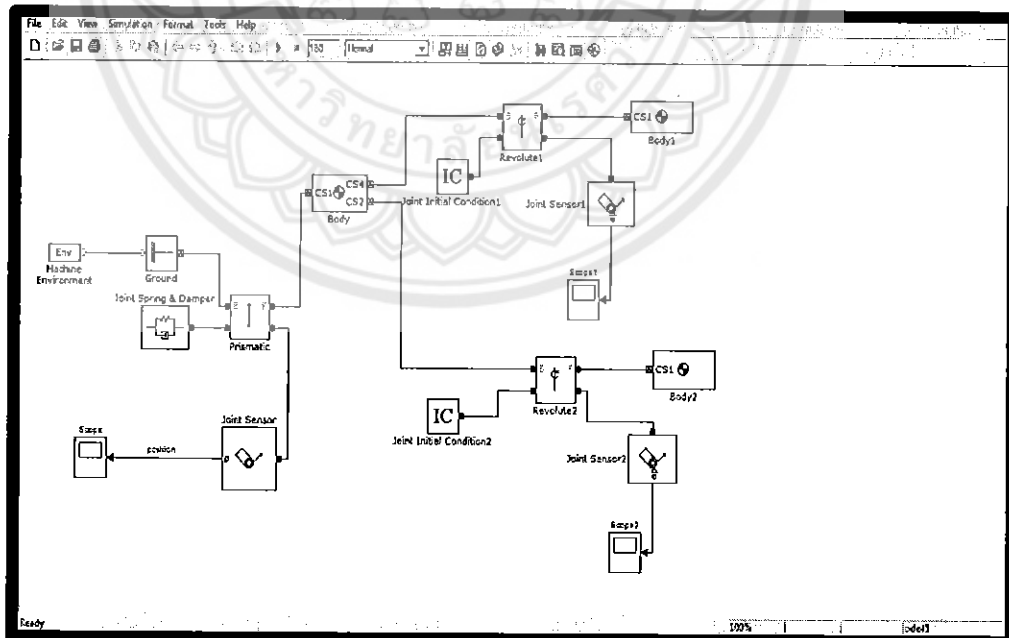 File Edit View Simulation Format Tools Help
Normal
CS1
Body1
Revolute1
IC
Joint Initial Condition1
Joint Sensor1
CS1
CS4
CS2
Body
Env
Machine
Environment
Ground
Scope1
Joint Spring & Damper
Prismatic
CS1
Body2
Revolute2
IC
Joint Initial Condition2
Joint Sensor
Scope
position
Joint Sensor2
Scope2
Ready
100%